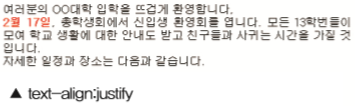 여러분의 OO대학 입학을 뜨겁게 환영합니다.
2월 17일, 총학생회에서 신입생 환영회를 엽니다. 모든 13학번들이
모여 학교 생활에 대한 안내도 받고 친구들과 사귀는 시간을 가질 것
입니다.
자세한 일정과 장소는 다음과 같습니다.
▲ text-align:justify